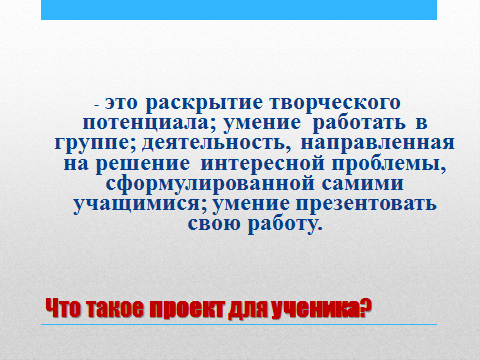 - это раскрытие творческого
потенциала; умение работать в
группе; деятельность, направленная
на решение интересной проблемы,
сформулированной самими
учащимися; умение презентовать
свою работу.
Что такое проект для ученика?